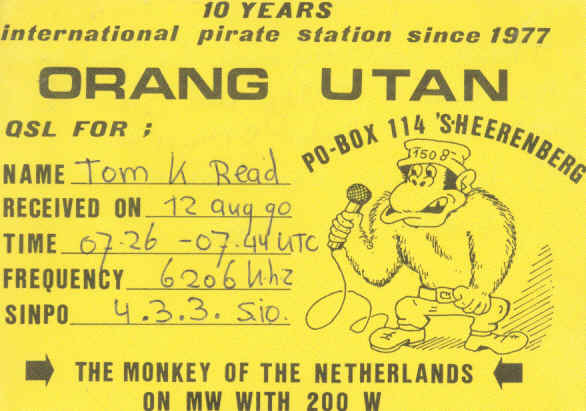 10 YEARS
international pirate station since 1977
ORANG UTAN
QSL FOR ;
PO-BOX 114 'S-HEERENBERG
1508
NAME Tom K Read
RECEIVED ON 12 aug 90
TIME 07.26 - 07.44 UTC
FREQUENCY 6206 khz
SINPO 4.3.3. Sio.
THE MONKEY OF THE NETHERLANDS
ON MW WITH 200 W